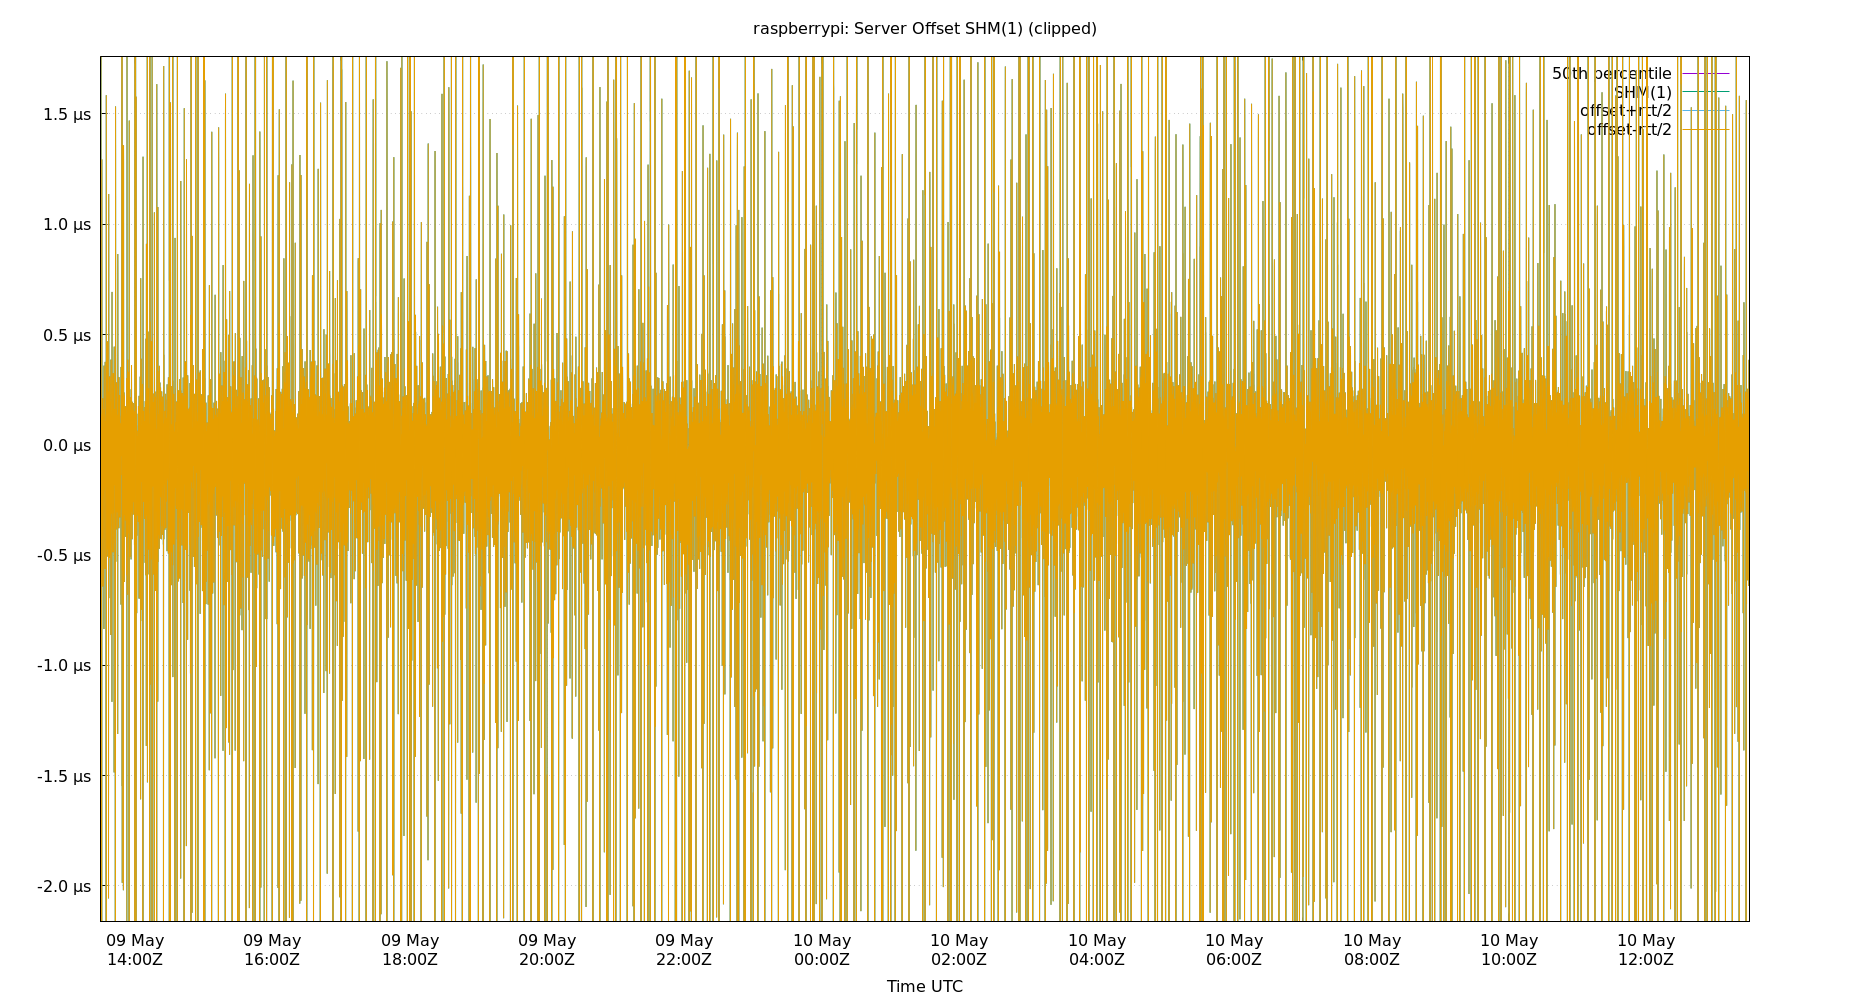 raspberrypi: Server Offset SHM(1) (clipped)
50th percentile
SHM(1)
offset+rtt/2
offset-rtt/2
1.5 µs
1.0 µs
0.5 µs
0.0 µs
-0.5 µs
-1.0 µs
-1.5 µs
-2.0 µs
09 May 09 May 09 May 09 May 09 May 10 May 10 May 10 May 10 May 10 May 10 May 10 May
14:00Z 16:00Z 18:00Z 20:00Z 22:00Z 00:00Z 02:00Z 04:00Z 06:00Z 08:00Z 10:00Z 12:00Z
Time UTC